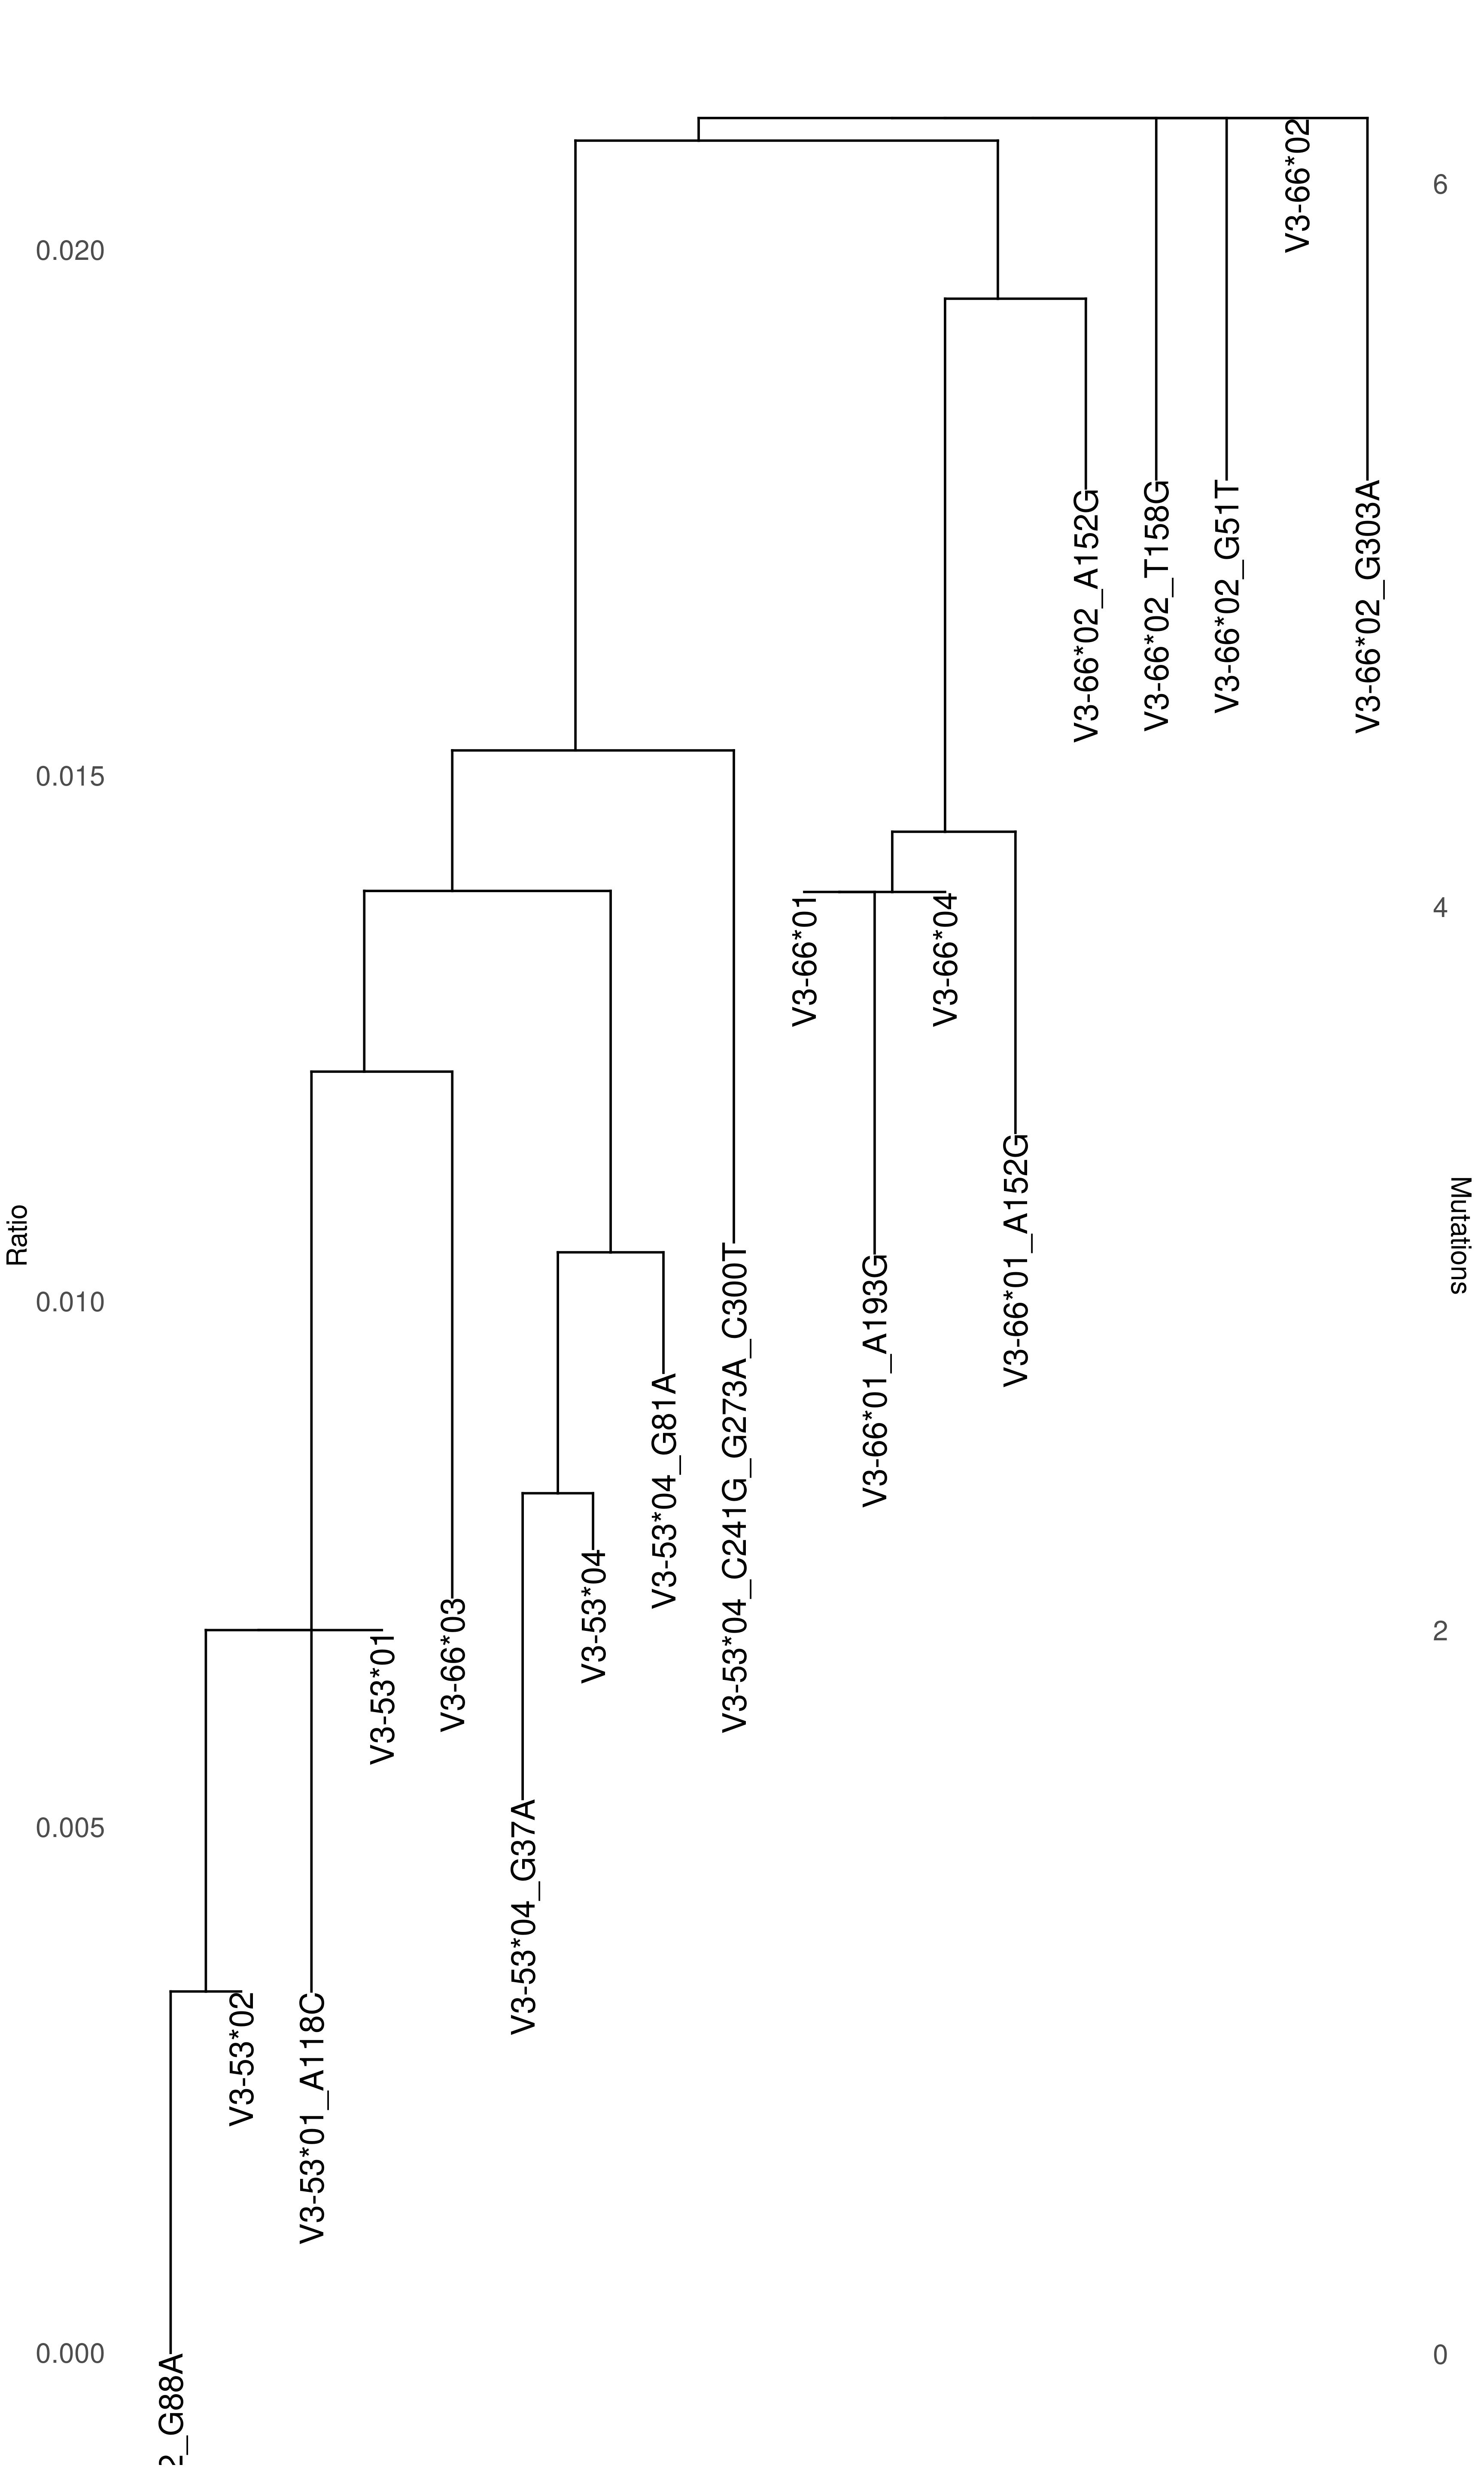 Ratio
0.020
0.015
0.010
0.005
0.000
2_G88A
V3-53*02
V3-53*01_A118C
V3-53*01
V3-66*03
V3-53*04_G37A
V3-53*04
V3-53*04_G81A
V3-53*04_C241G_G273A_C300T
V3-66*01
V3-66*01_A193G
V3-66*04
V3-66*01_A152G
V3-66*02_A152G
V3-66*02_T158G
V3-66*02_G51T
V3-66*02
V3-66*02_G303A
6
4
2
0
Mutations